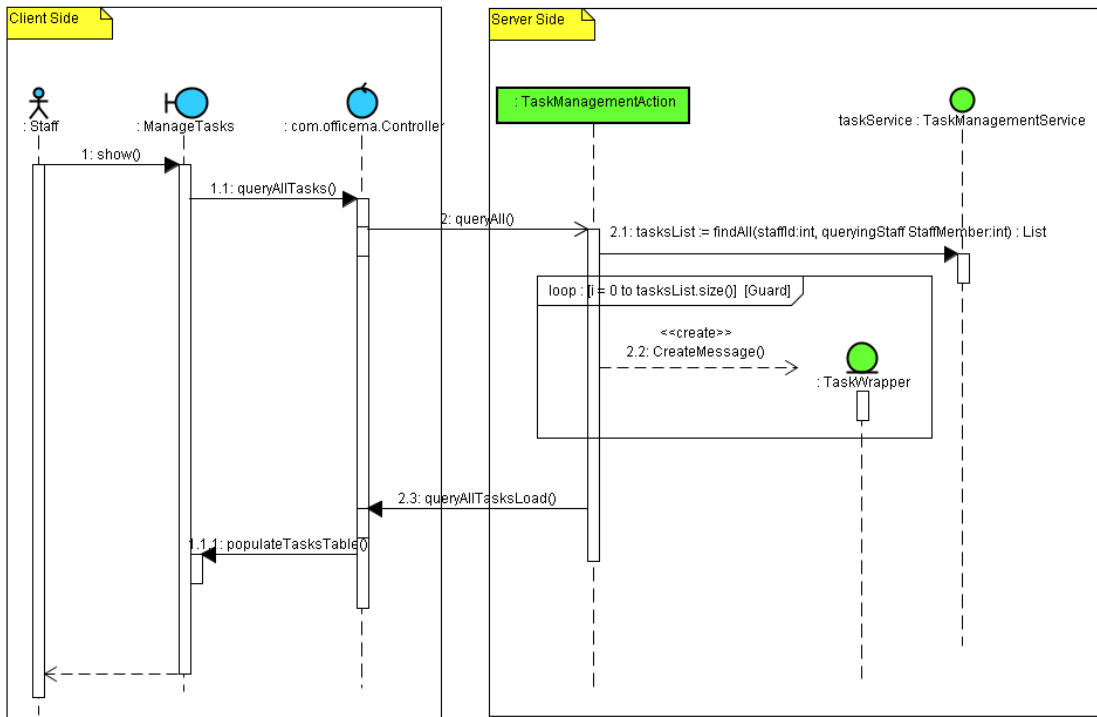 Client Side
Server Side
: Staff
: ManageTasks
: com.officema.Controller
: TaskManagementAction
taskService : TaskManagementService
1: show()
1.1: queryAllTasks()
2: queryAll()
2.1: tasksList := findAll(staffId:int, queryingStaff StaffMember:int) : List
loop : [i = 0 to tasksList.size()] [Guard]
<<create>>
2.2: CreateMessage()
: TaskWrapper
2.3: queryAllTasksLoad()
1.1.1: populateTasksTable()